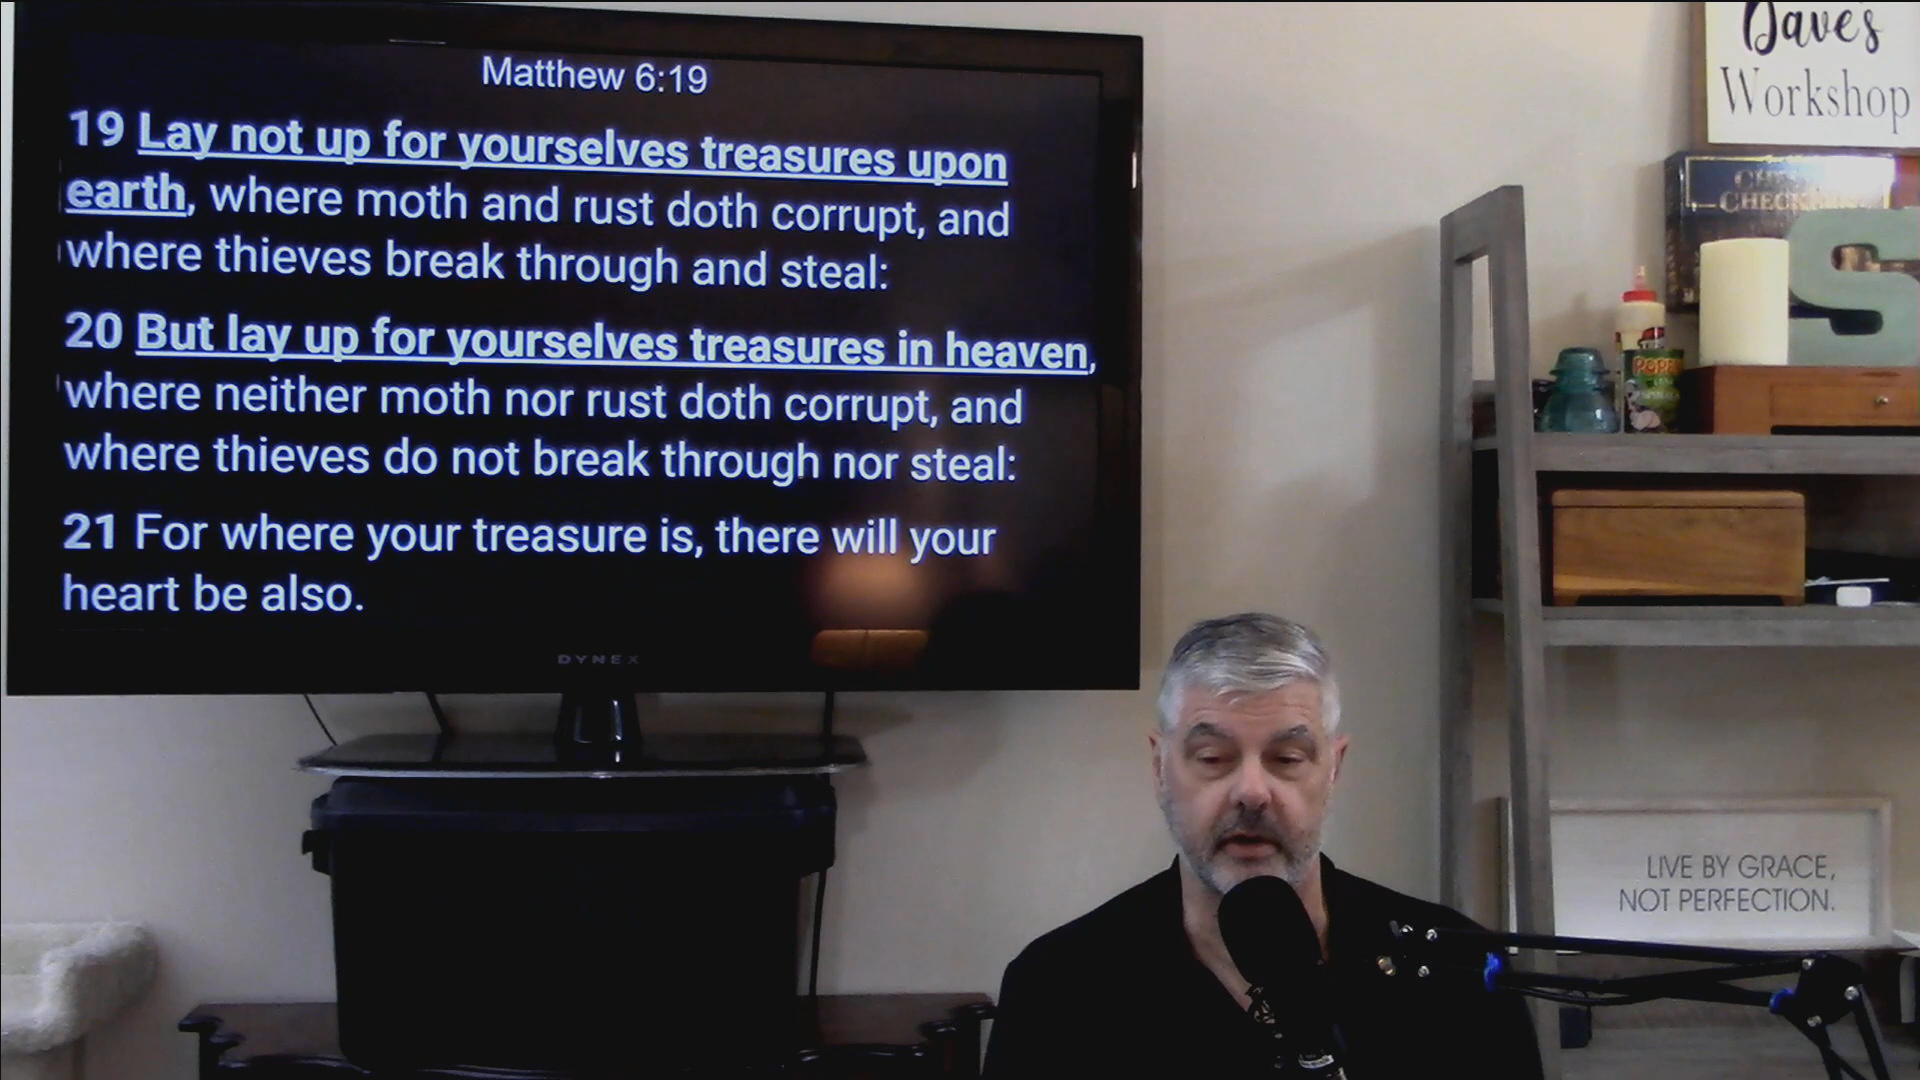 Matthew 6:19
19 Lay not up for yourselves treasures upon
earth, where moth and rust doth corrupt, and
where thieves break through and steal:
20 But lay up for yourselves treasures in heaven,
where neither moth nor rust doth corrupt, and
where thieves do not break through nor steal:
21 For where your treasure is, there will your
heart be also.
DYNEX
Dave's
Workshop
S
LIVE BY GRACE,
NOT PERFECTION.